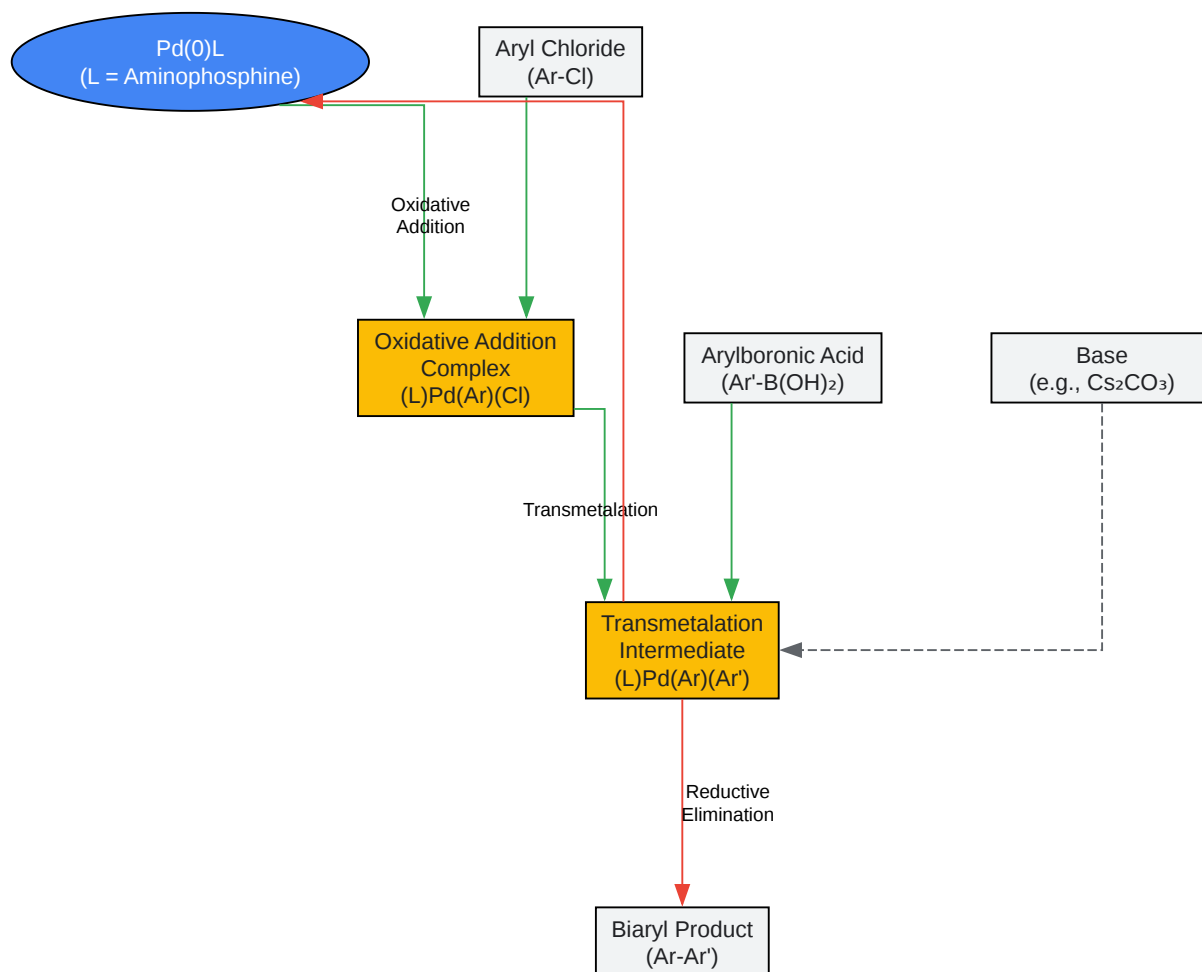 Pd(0)L
(L = Aminophosphine)
Aryl Chloride
(Ar-Cl)
Oxidative
Addition
Oxidative Addition
Complex
(L)Pd(Ar)(Cl)
Arylboronic Acid
(Ar'-B(OH)₂)
Base
(e.g., Cs₂CO₃)
Transmetalation
Transmetalation
Intermediate
(L)Pd(Ar)(Ar')
Reductive
Elimination
Biaryl Product
(Ar-Ar')